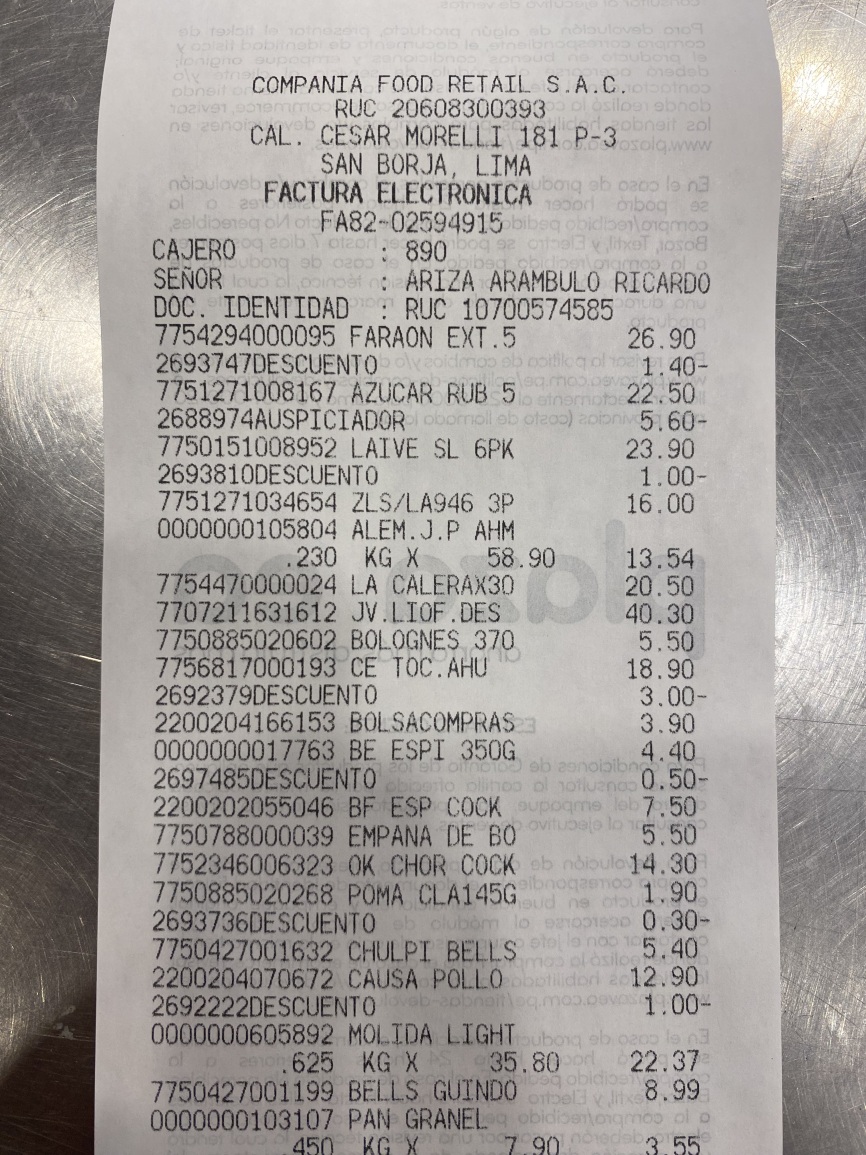 COMPANIA FOOD RETAIL S.A.C.
RUC 20608300393
CAL. CESAR MORELLI 181 P-3
SAN BORJA, LIMA
FACTURA ELECTRONICA
FA82-02594915
CAJERO : 890
SEÑOR : ARIZA ARAMBULO RICARDO
DOC. IDENTIDAD : RUC 10700574585
7754294000095 FARAON EXT.5 26.90
2693747DESCUENTO 1.40-
7751271008167 AZUCAR RUB 5 22.50
2688974AUSPICIADOR 5.60-
7750151008952 LAIVE SL 6PK 23.90
2693810DESCUENTO 1.00-
7751271034654 ZLS/LA946 3P 16.00
0000000105804 ALEM.J.P AHM
.230 KG X 58.90 13.54
7754470000024 LA CALERAX30 20.50
7707211631612 JV.LIOF.DES 40.30
7750885020602 BOLOGNES 370 5.50
7756817000193 CE TOC.AHU 18.90
2692379DESCUENTO 3.00-
2200204166153 BOLSACOMPRAS 3.90
0000000017763 BE ESPI 350G 4.40
2697485DESCUENTO 0.50-
2200202055046 BF ESP COCK 7.50
7750788000039 EMPANA DE BO 5.50
7752346006323 OK CHOR COCK 14.30
7750885020268 POMA CLA145G 1.90
2693736DESCUENTO 0.30-
7750427001632 CHULPI BELLS 5.40
2200204070672 CAUSA POLLO 12.90
2692222DESCUENTO 1.00-
0000000605892 MOLIDA LIGHT
.625 KG X 35.80 22.37
7750427001199 BELLS GUINDO 8.99
0000000103107 PAN GRANEL
.450 KG X 7.90 3.55